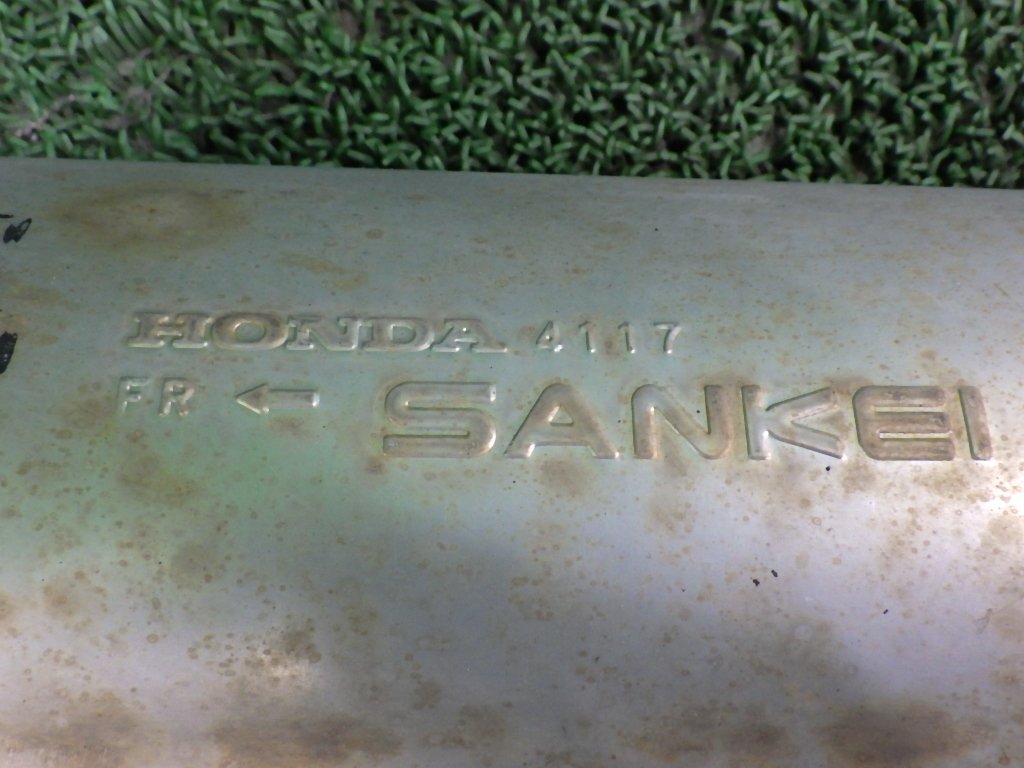 HONDA 4117
FR ←
SANKEI